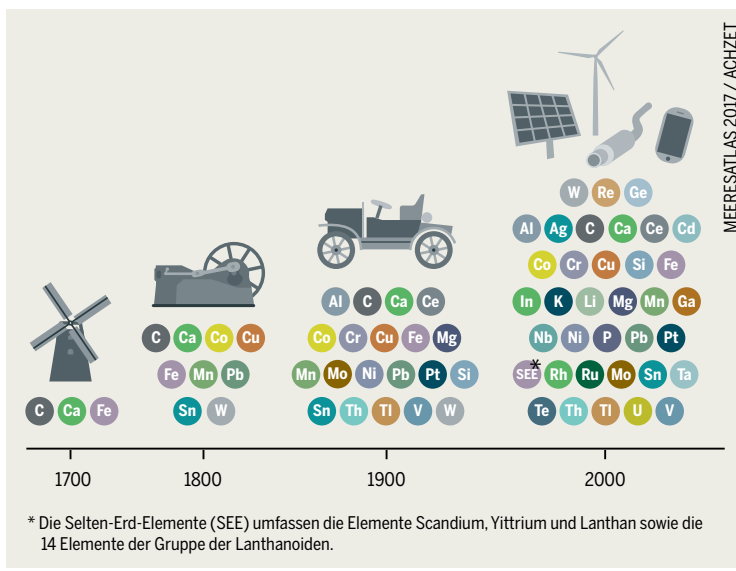 MEERESATLAS 2017 / ACHZET
W Re Ge
Al Ag C Ca Ce Cd
Co Cr Cu Si Fe
In K Li Mg Mn Ga
Nb Ni P Pb Pt
SEE* Rh Ru Mo Sn Ta
Te Th Tl U V
Al C Ca Ce
Co Cr Cu Fe Mg
Mn Mo Ni Pb Pt Si
Sn Th Tl V W
C Ca Co Cu
Fe Mn Pb
Sn W
C Ca Fe
1700 1800 1900 2000
* Die Selten-Erd-Elemente (SEE) umfassen die Elemente Scandium, Yittrium und Lanthan sowie die
14 Elemente der Gruppe der Lanthanoiden.